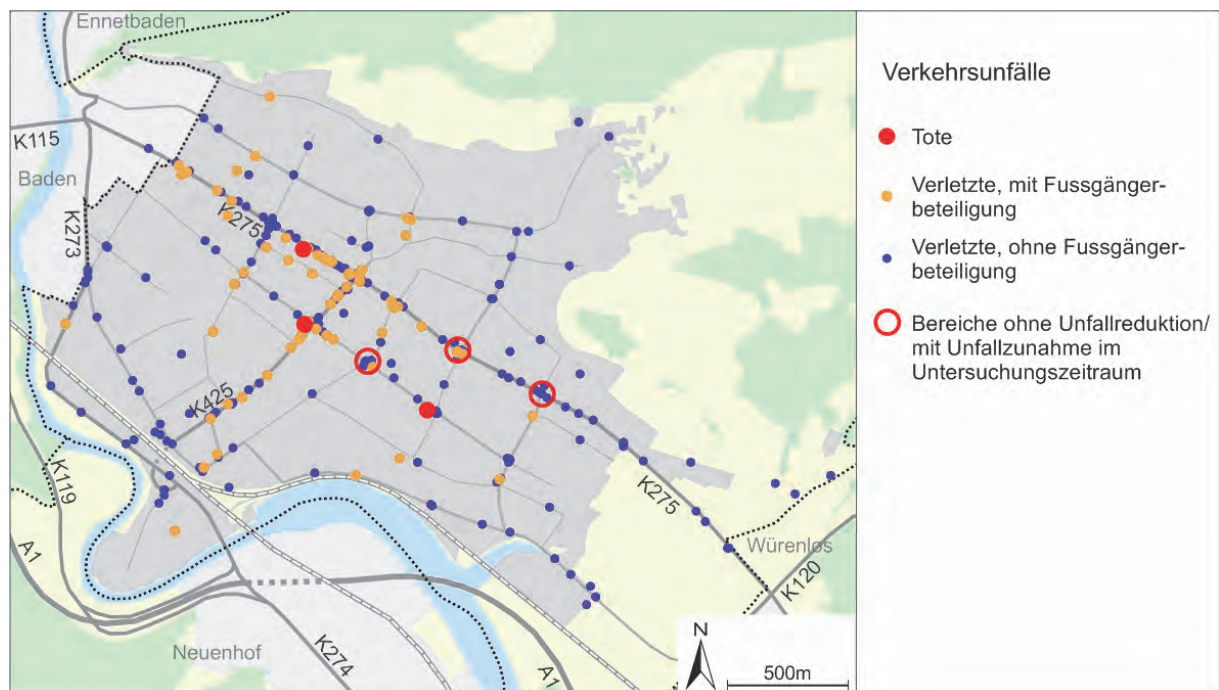 Ennetbaden
K115
Baden
K273
K275
K425
K119
A1
Neuenhof
K274
A1
K275
Würenlos
K120
N
500m
Verkehrsunfälle
Tote
Verletzte, mit Fussgänger-
beteiligung
Verletzte, ohne Fussgänger-
beteiligung
Bereiche ohne Unfallreduktion/
mit Unfallzunahme im
Untersuchungszeitraum